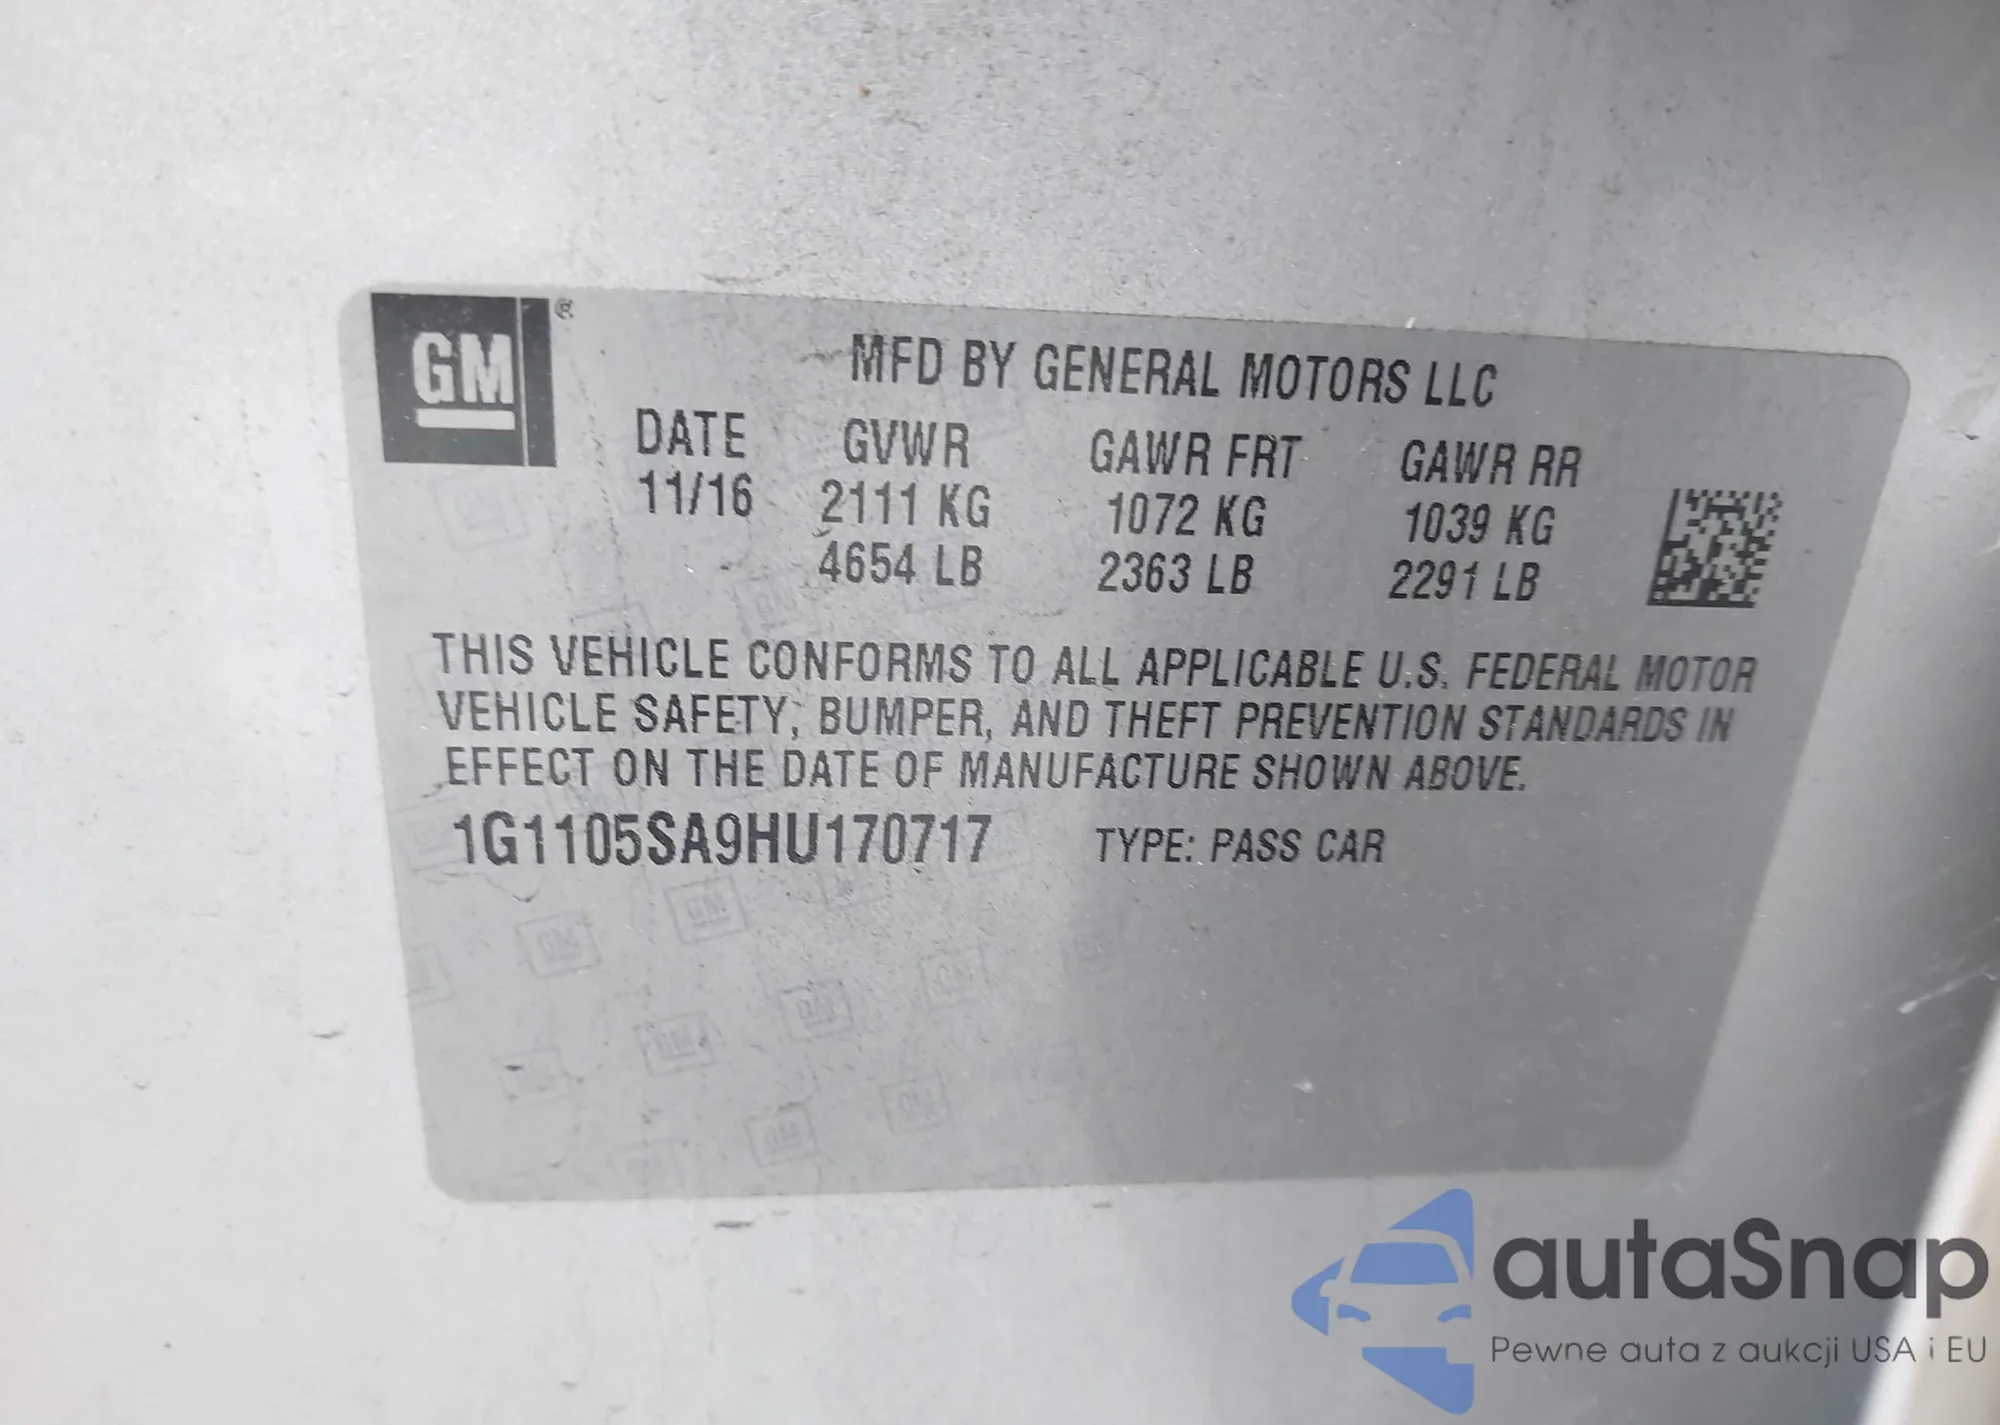 GM ®
MFD BY GENERAL MOTORS LLC
DATE GVWR GAWR FRT GAWR RR
11/16 2111 KG 1072 KG 1039 KG
4654 LB 2363 LB 2291 LB
THIS VEHICLE CONFORMS TO ALL APPLICABLE U.S. FEDERAL MOTOR
VEHICLE SAFETY, BUMPER, AND THEFT PREVENTION STANDARDS IN
EFFECT ON THE DATE OF MANUFACTURE SHOWN ABOVE.
1G1105SA9HU170717 TYPE: PASS CAR
autaSnap
Pewne auta z aukcji USA i EU